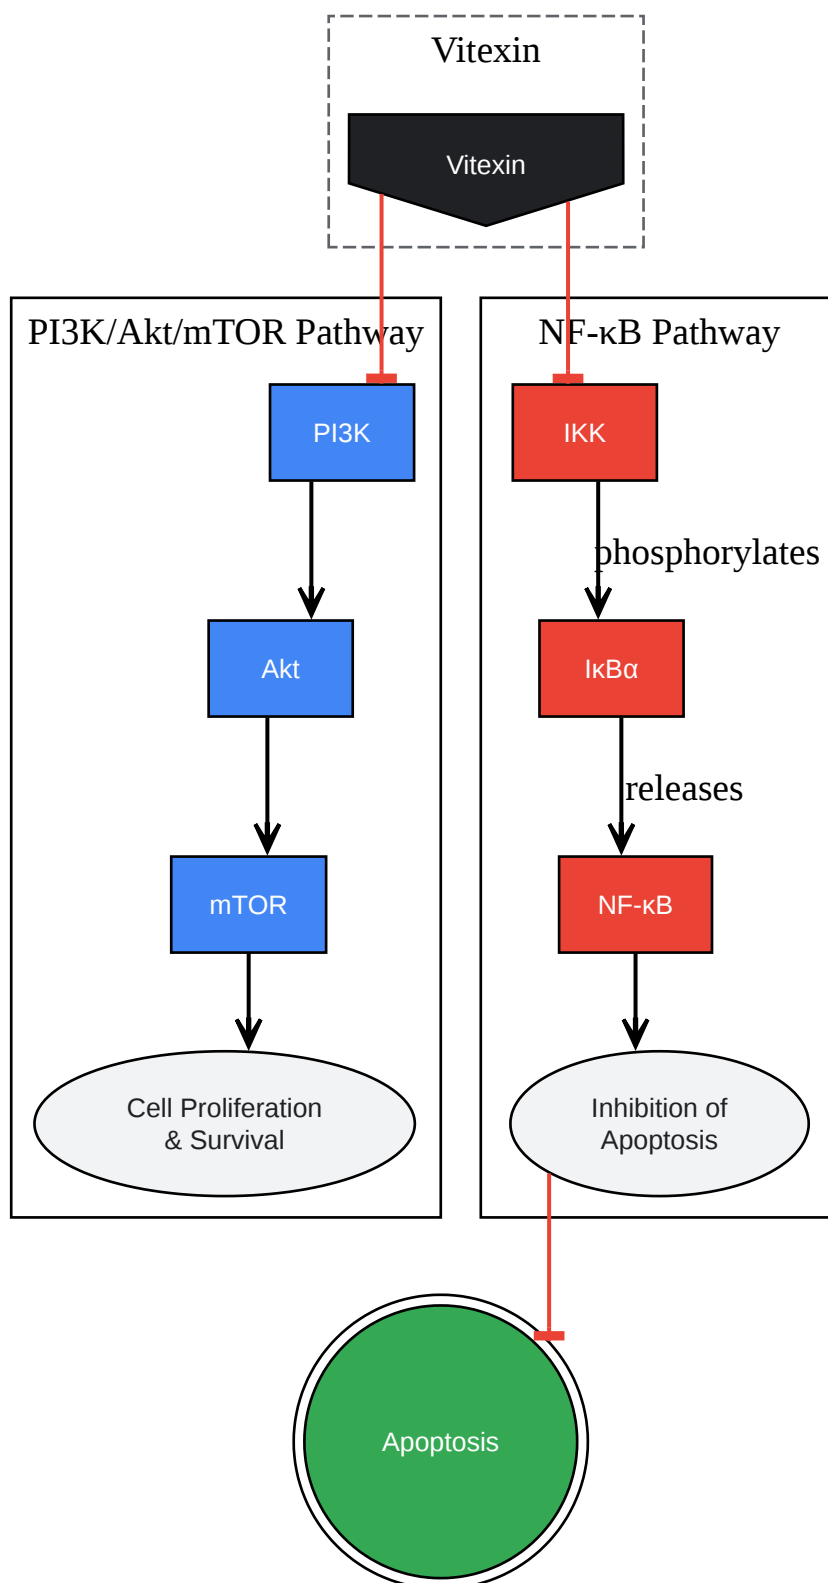 Vitexin
Vitexin
PI3K/Akt/mTOR Pathway
NF-κB Pathway
PI3K
IKK
phosphorylates
Akt
IκBα
releases
mTOR
NF-κB
Cell Proliferation
& Survival
Inhibition of
Apoptosis
Apoptosis